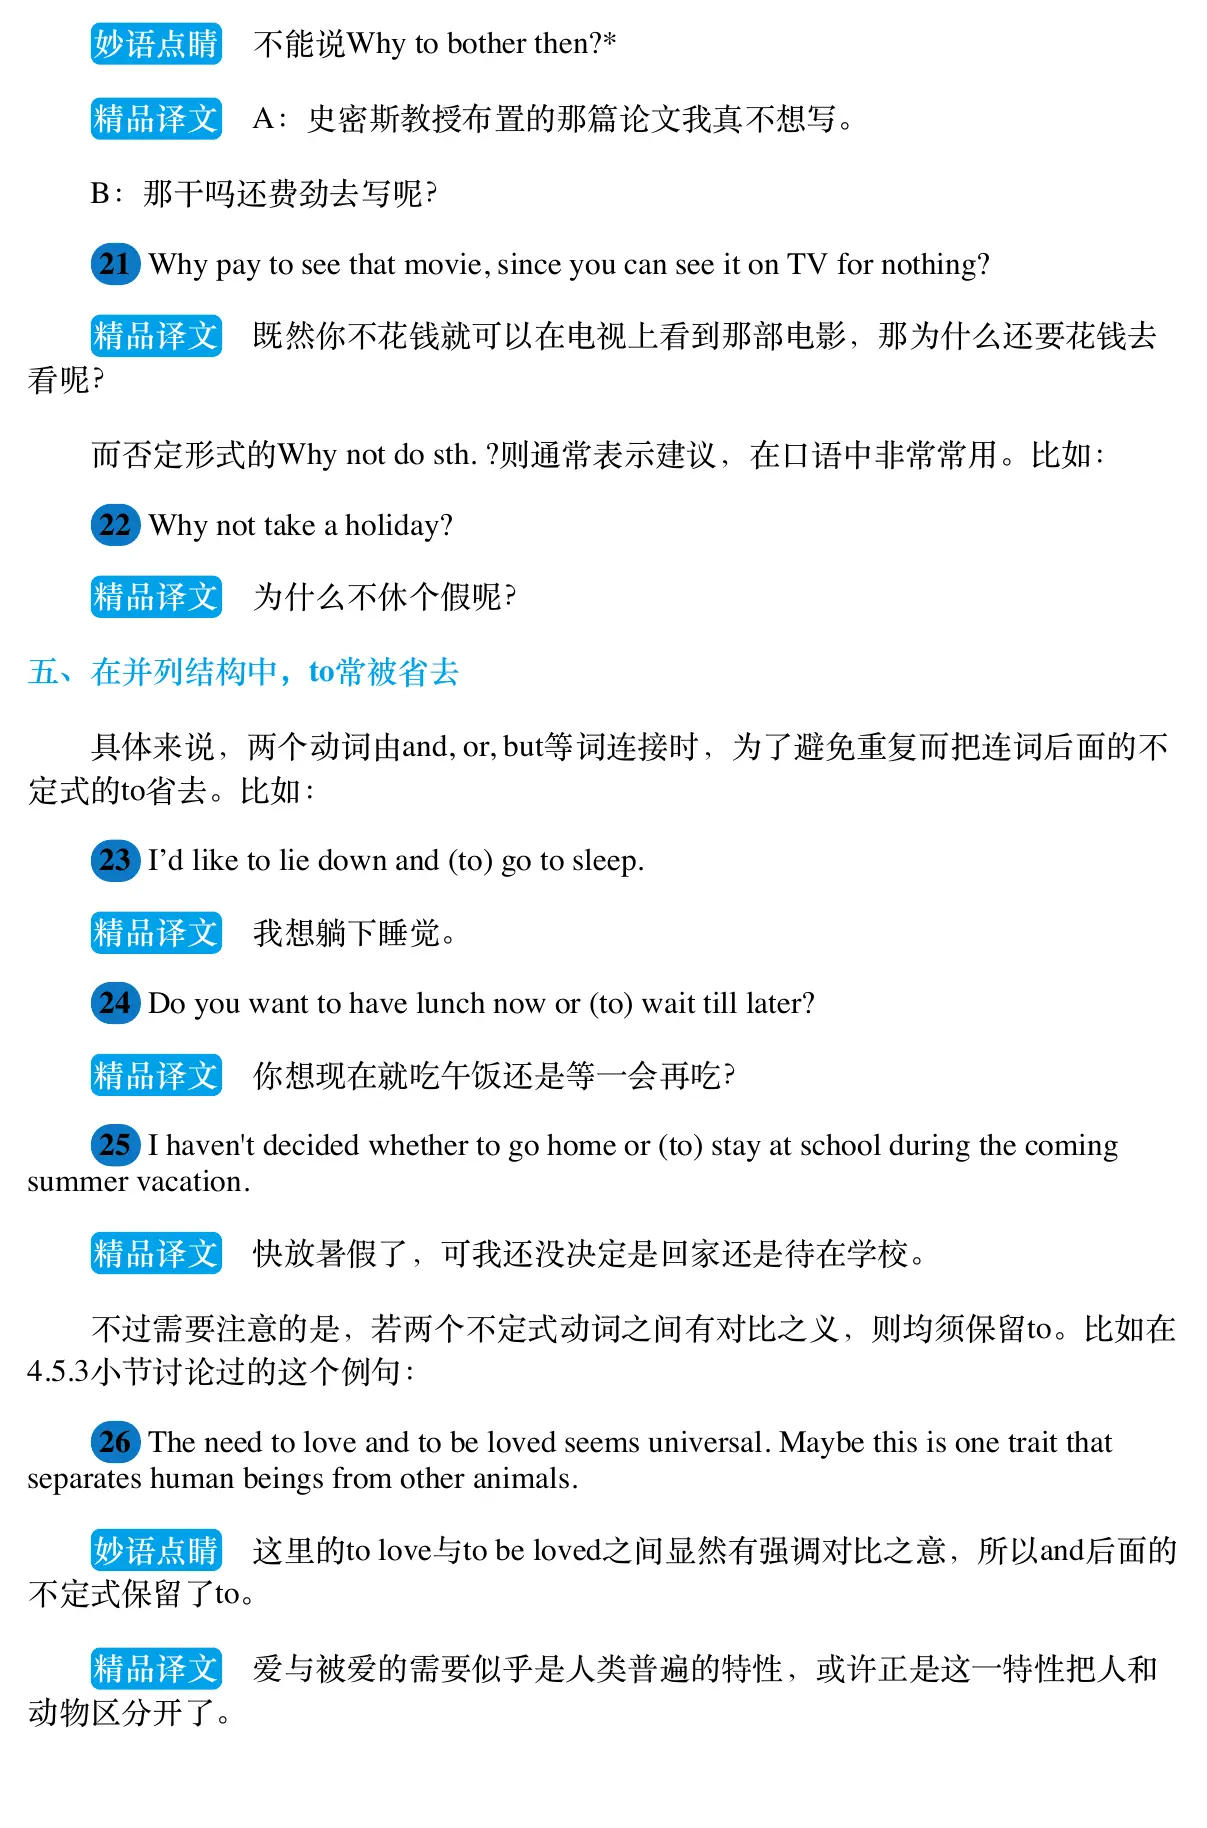 妙语点睛 不能说Why to bother then?*
精品译文 A：史密斯教授布置的那篇论文我真不想写。
B：那干吗还费劲去写呢？
21 Why pay to see that movie, since you can see it on TV for nothing?
精品译文 既然你不花钱就可以在电视上看到那部电影，那为什么还要花钱去
看呢？
而否定形式的Why not do sth. ?则通常表示建议，在口语中非常常用。比如：
22 Why not take a holiday?
精品译文 为什么不休个假呢？
五、在并列结构中，to常被省去
具体来说，两个动词由and, or, but等词连接时，为了避免重复而把连词后面的不
定式的to省去。比如：
23 I’d like to lie down and (to) go to sleep.
精品译文 我想躺下睡觉。
24 Do you want to have lunch now or (to) wait till later?
精品译文 你想现在就吃午饭还是等一会再吃？
25 I haven't decided whether to go home or (to) stay at school during the coming
summer vacation.
精品译文 快放暑假了，可我还没决定是回家还是待在学校。
不过需要注意的是，若两个不定式动词之间有对比之义，则均须保留to。比如在
4.5.3小节讨论过的这个例句：
26 The need to love and to be loved seems universal. Maybe this is one trait that
separates human beings from other animals.
妙语点睛 这里的to love与to be loved之间显然有强调对比之意，所以and后面的
不定式保留了to。
精品译文 爱与被爱的需要似乎是人类普遍的特性，或许正是这一特性把人和
动物区分开了。